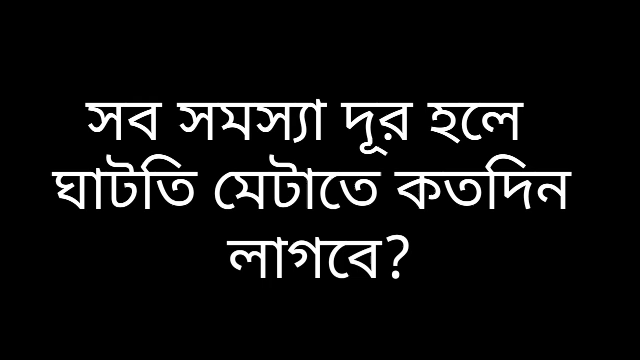 সব সমস্যা দূর হলে
ঘাটতি মেটাতে কতদিন
লাগবে?